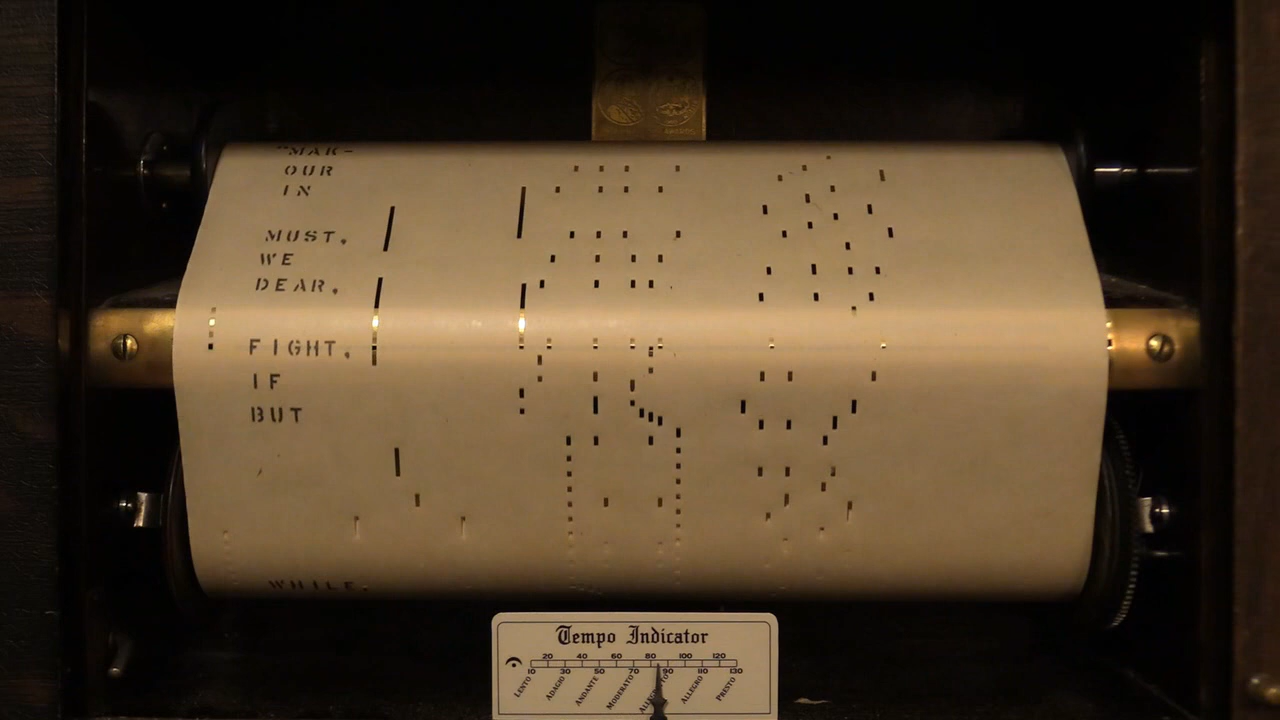 "MAK-
OUR
IN
MUST,
WE
DEAR,
FIGHT,
IF
BUT
WHILE,
Tempo Indicator
20 40 60 80 100 120
10 30 50 70 90 110 130
LENTO ADAGIO ANDANTE MODERATO ALLEGRO PRESTO